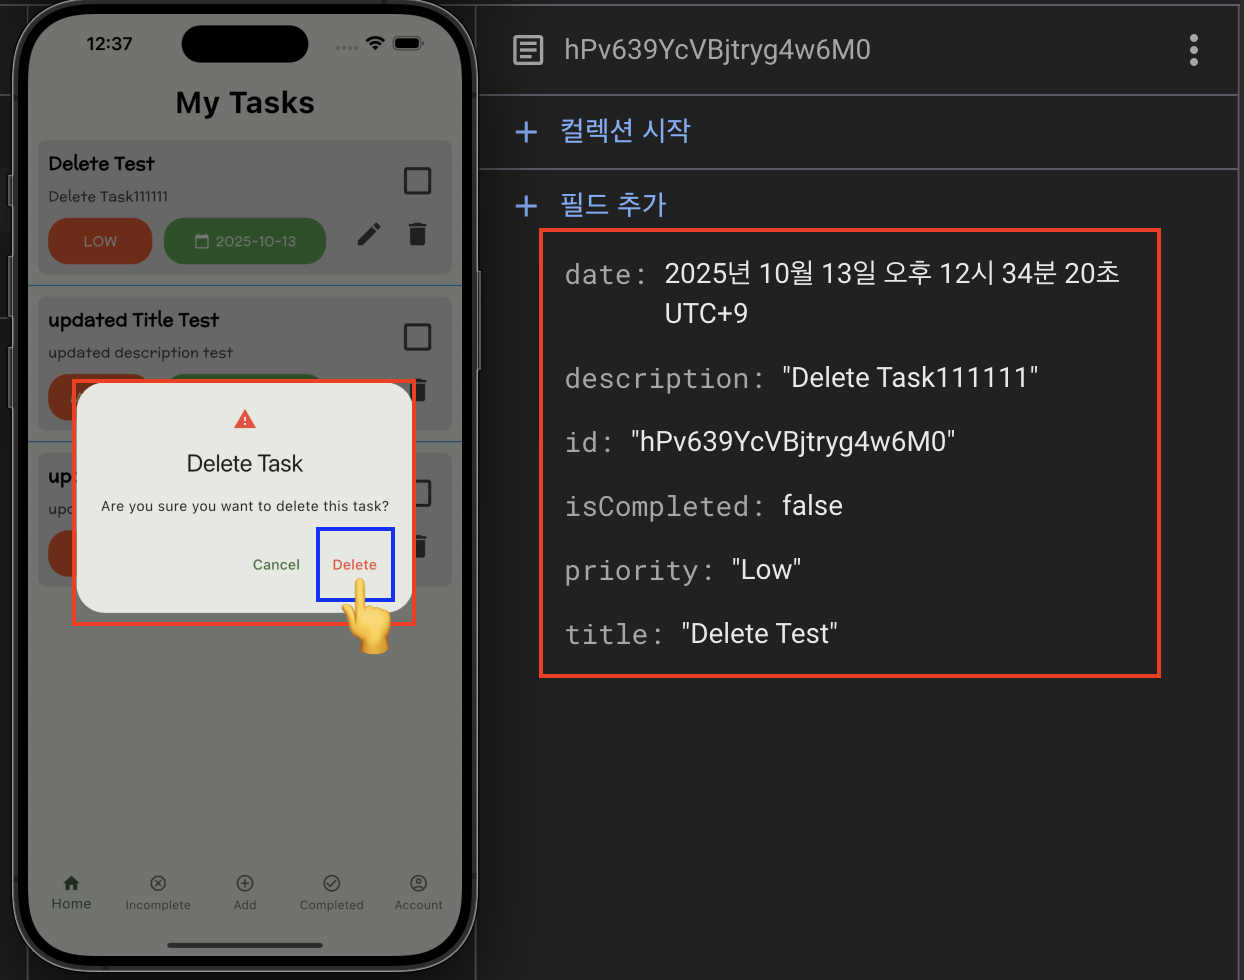 12:37
My Tasks
Delete Test
Delete Task111111
LOW
2025-10-13
updated Title Test
updated description test
Delete Task
Are you sure you want to delete this task?
Cancel
Delete
Home
Incomplete
Add
Completed
Account
hPv639YcVBjtryg4w6M0
컬렉션 시작
필드 추가
date: 2025년 10월 13일 오후 12시 34분 20초
UTC+9
description: "Delete Task111111"
id: "hPv639YcVBjtryg4w6M0"
isCompleted: false
priority: "Low"
title: "Delete Test"